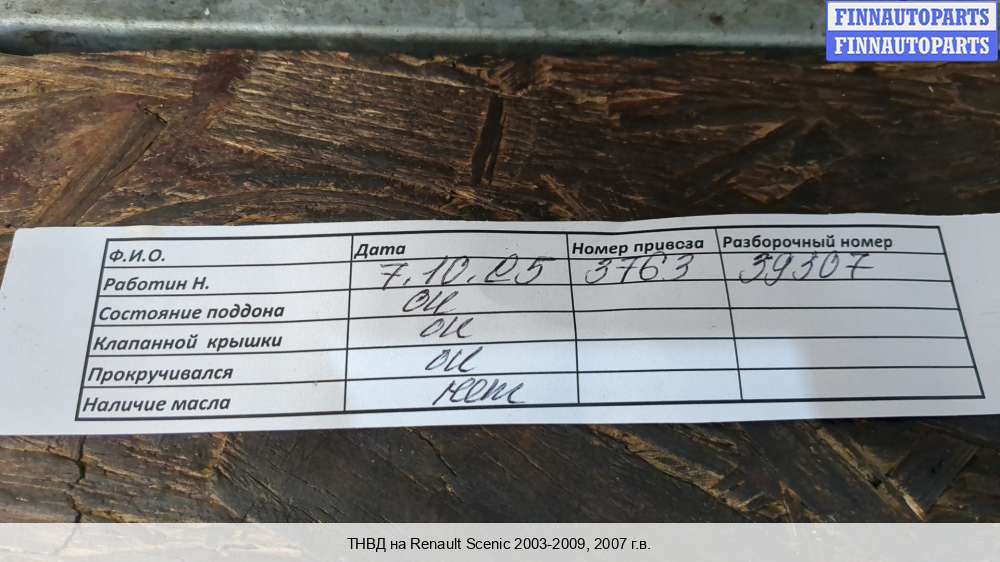 FINNAUTOPARTS
FINNAUTOPARTS
Ф.И.О. Дата Номер привоза Разборочный номер
Работин Н. 7.10.25 3763 39307
Состояние поддона ок
Клапанной крышки ок
Прокручивался ок
Наличие масла нет
ТНВД на Renault Scenic 2003-2009, 2007 г.в.